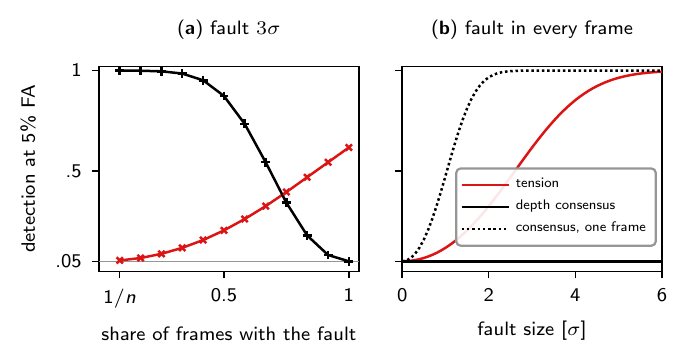 (a) fault 3σ
(b) fault in every frame
detection at 5% FA
1
.5
.05
1/n
0.5
1
share of frames with the fault
tension
depth consensus
consensus, one frame
0
2
4
6
fault size [σ]